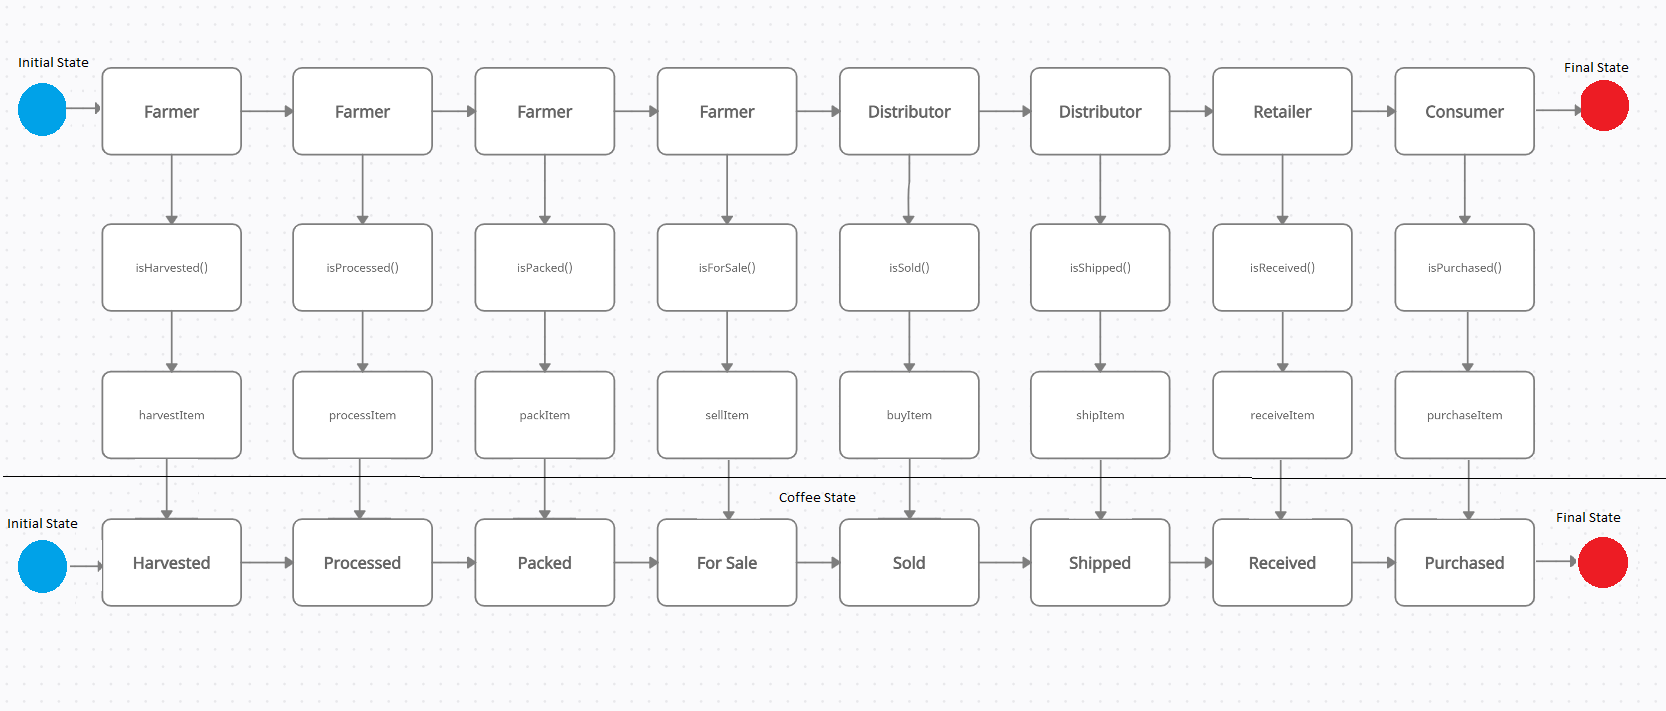 Initial State
Final State
Farmer
Farmer
Farmer
Farmer
Distributor
Distributor
Retailer
Consumer
isHarvested()
isProcessed()
isPacked()
isForSale()
isSold()
isShipped()
isReceived()
isPurchased()
harvestItem
processItem
packItem
sellItem
buyItem
shipItem
receiveItem
purchaseItem
Coffee State
Initial State
Final State
Harvested
Processed
Packed
For Sale
Sold
Shipped
Received
Purchased